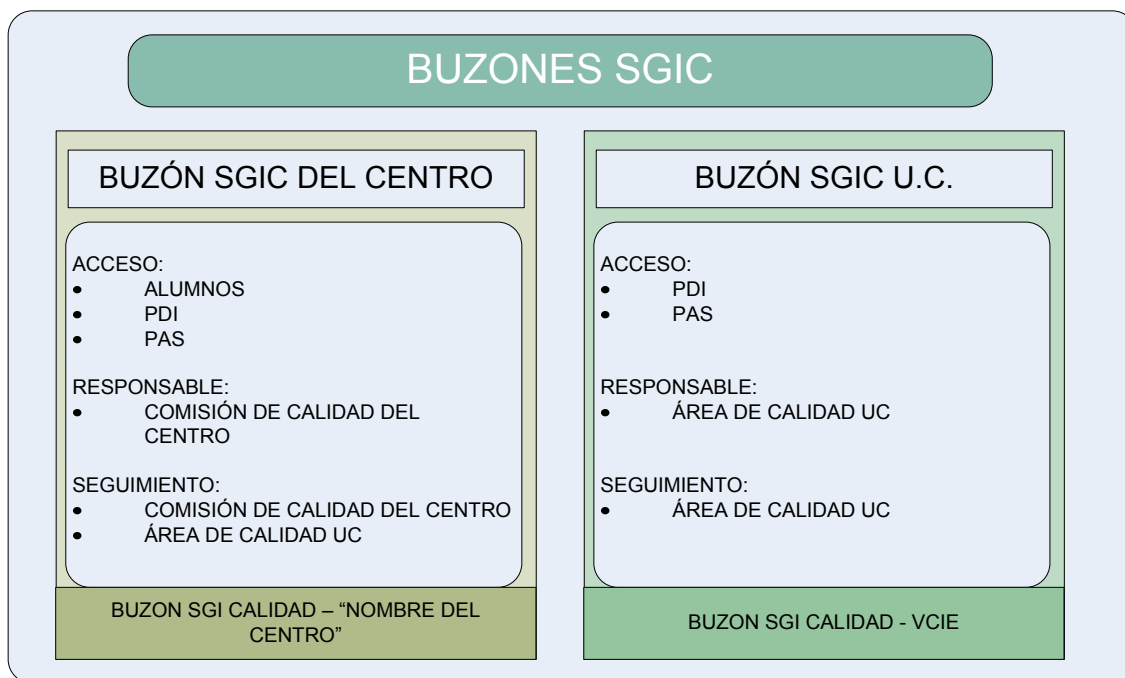 BUZONES SGIC
BUZÓN SGIC DEL CENTRO
ACCESO:
• ALUMNOS
• PDI
• PAS
RESPONSABLE:
• COMISIÓN DE CALIDAD DEL
CENTRO
SEGUIMIENTO:
• COMISIÓN DE CALIDAD DEL CENTRO
• ÁREA DE CALIDAD UC
BUZON SGI CALIDAD – “NOMBRE DEL
CENTRO”
BUZÓN SGIC U.C.
ACCESO:
• PDI
• PAS
RESPONSABLE:
• ÁREA DE CALIDAD UC
SEGUIMIENTO:
• ÁREA DE CALIDAD UC
BUZON SGI CALIDAD - VCIE